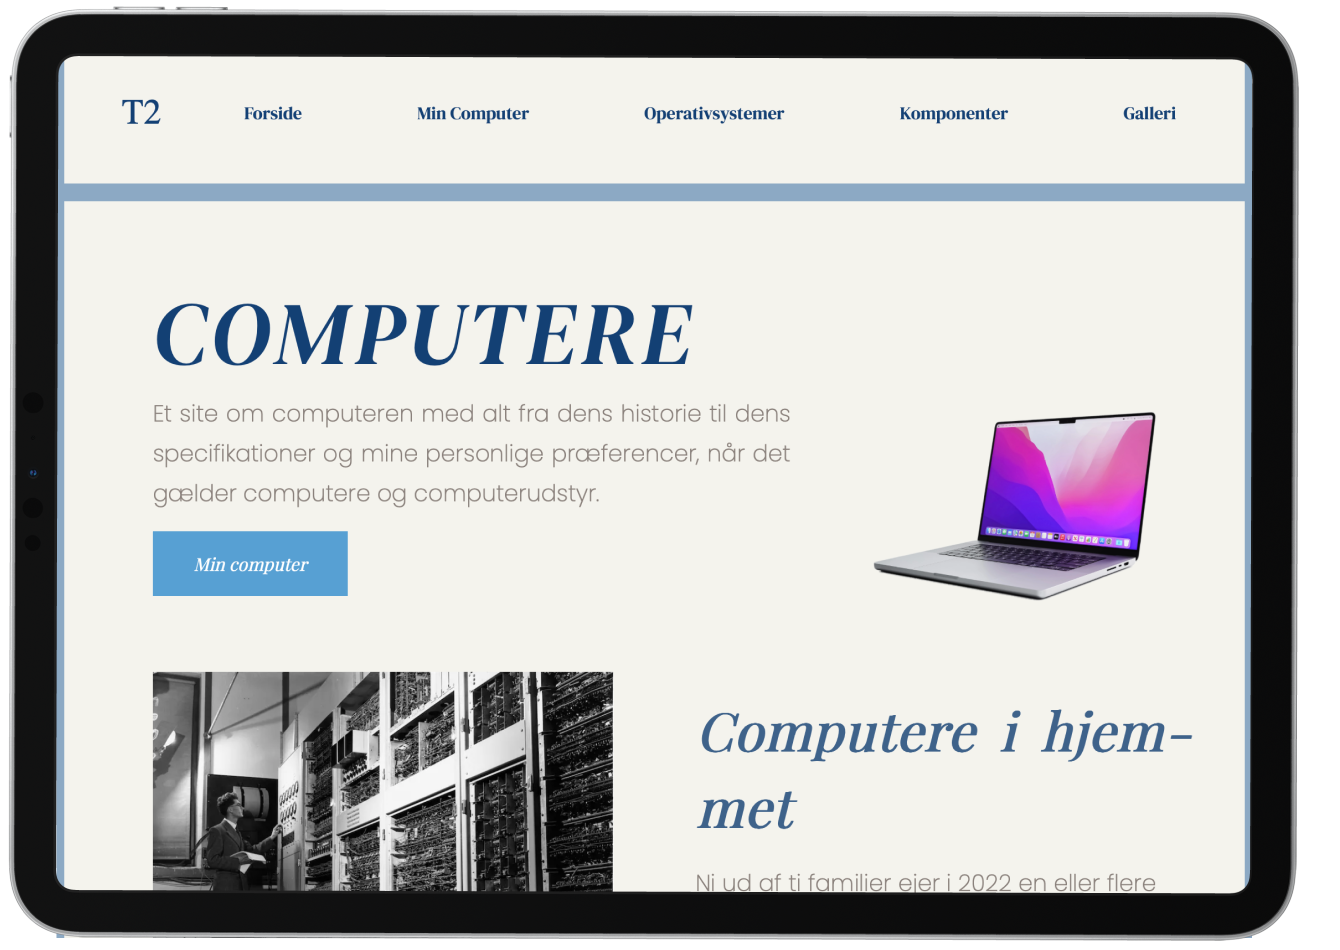 T2 Forside Min Computer Operativsystemer Komponenter Galleri
COMPUTERE
Et site om computeren med alt fra dens historie til dens
specifikationer og mine personlige præferencer, når det
gælder computere og computerudstyr.
Min computer
Computere i hjem-
met
Ni ud af ti familier ejer i 2022 en eller flere